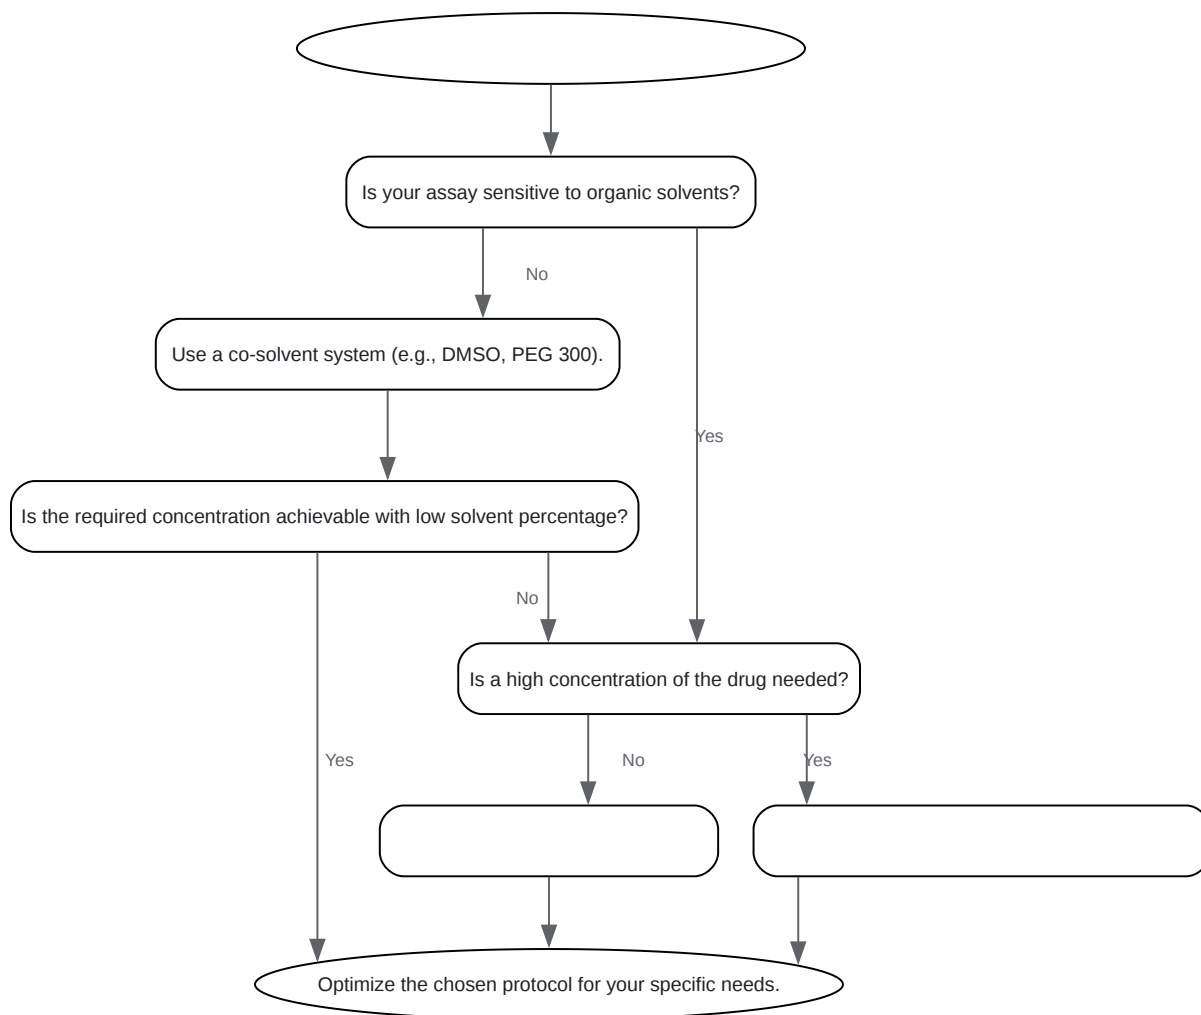 Is your assay sensitive to organic solvents?
No
Use a co-solvent system (e.g., DMSO, PEG 300).
Yes
Is the required concentration achievable with low solvent percentage?
No
Is a high concentration of the drug needed?
Yes
No
Yes
Optimize the chosen protocol for your specific needs.